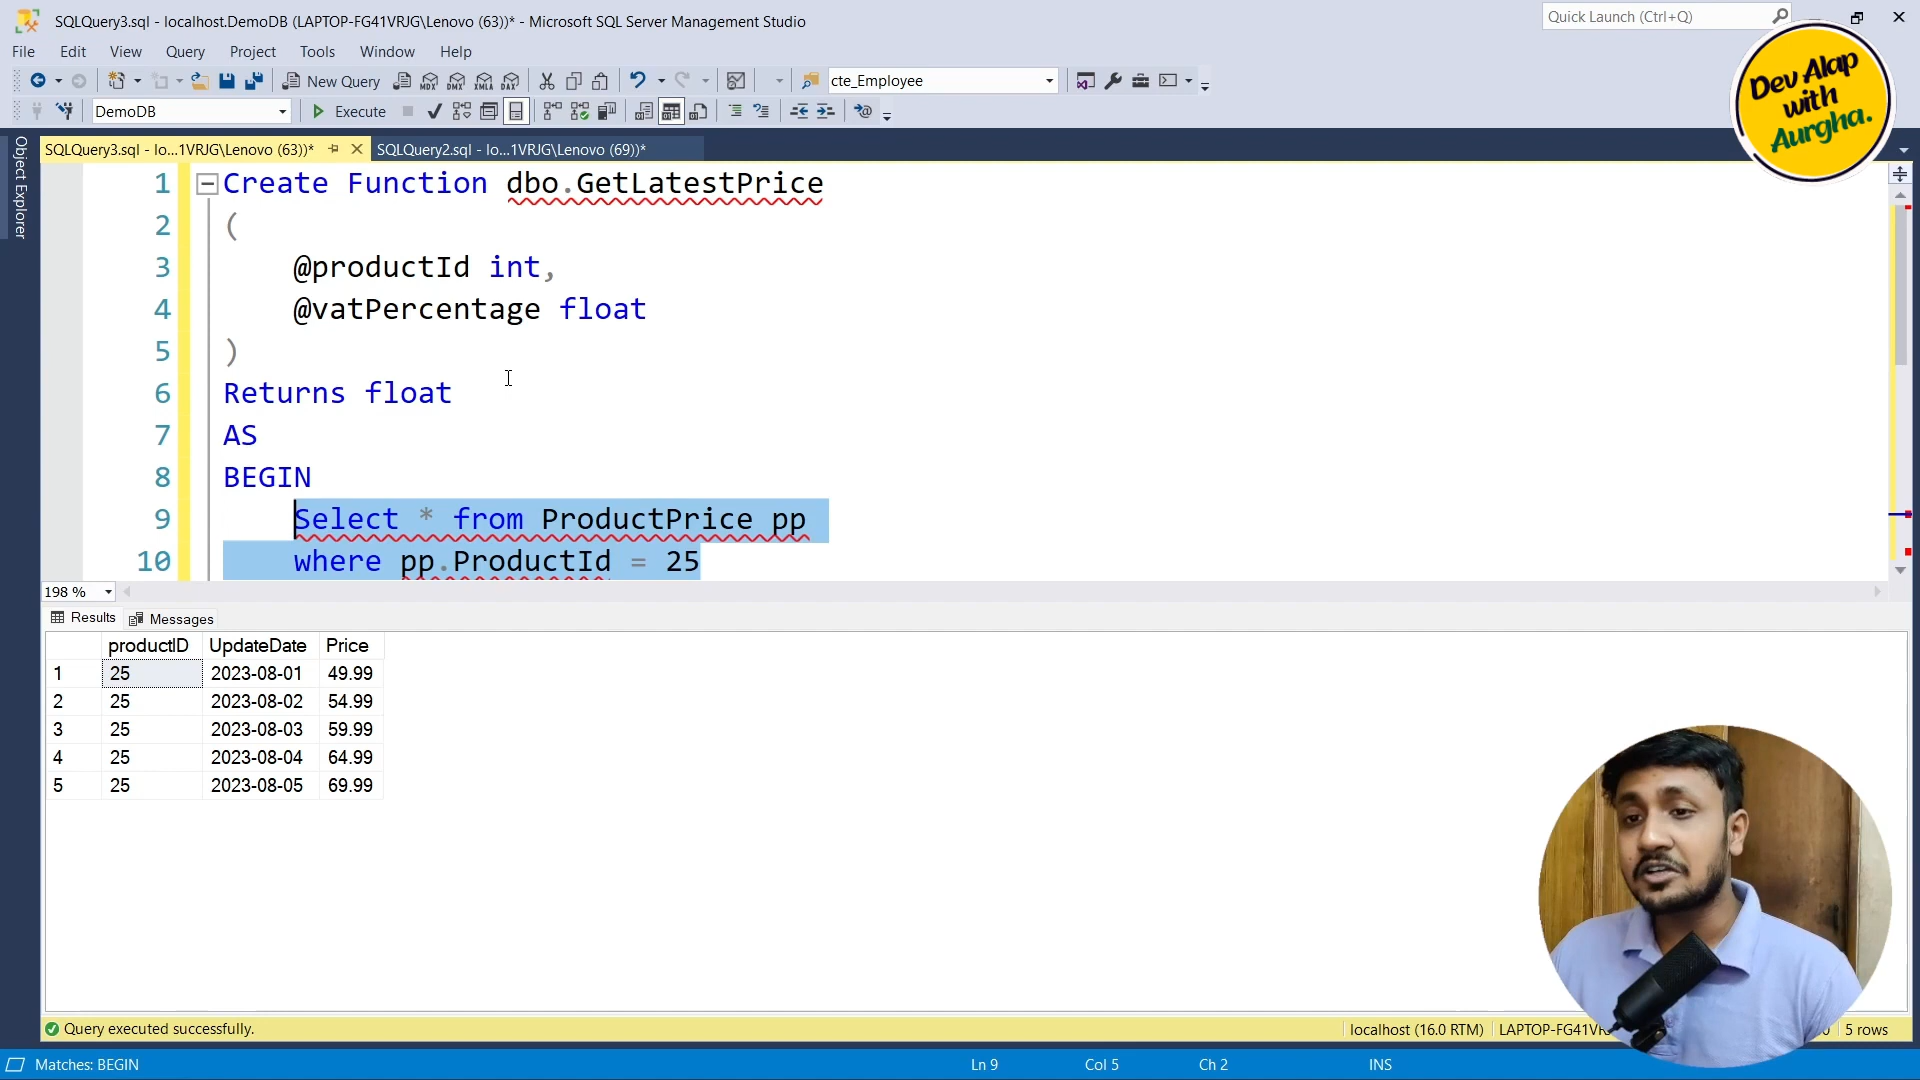 SQLQuery3.sql - localhost.DemoDB (LAPTOP-FG41VRJG\Lenovo (63))* - Microsoft SQL Server Management Studio
Quick Launch (Ctrl+Q)
File Edit View Query Project Tools Window Help
New Query
MDX DMX XMLA DAX
cte_Employee
DemoDB
Execute
Dev Alap
with
Aurgha.
Object Explorer
SQLQuery3.sql - lo...1VRJG\Lenovo (63))*
SQLQuery2.sql - lo...1VRJG\Lenovo (69))*
1 Create Function dbo.GetLatestPrice
2 (
3 @productId int,
4 @vatPercentage float
5 )
6 Returns float
7 AS
8 BEGIN
9 Select * from ProductPrice pp
10 where pp.ProductId = 25
198 %
Results Messages
productID UpdateDate Price
1 25 2023-08-01 49.99
2 25 2023-08-02 54.99
3 25 2023-08-03 59.99
4 25 2023-08-04 64.99
5 25 2023-08-05 69.99
Query executed successfully.
localhost (16.0 RTM)
5 rows
Matches: BEGIN
Ln 9
Col 5
Ch 2
INS